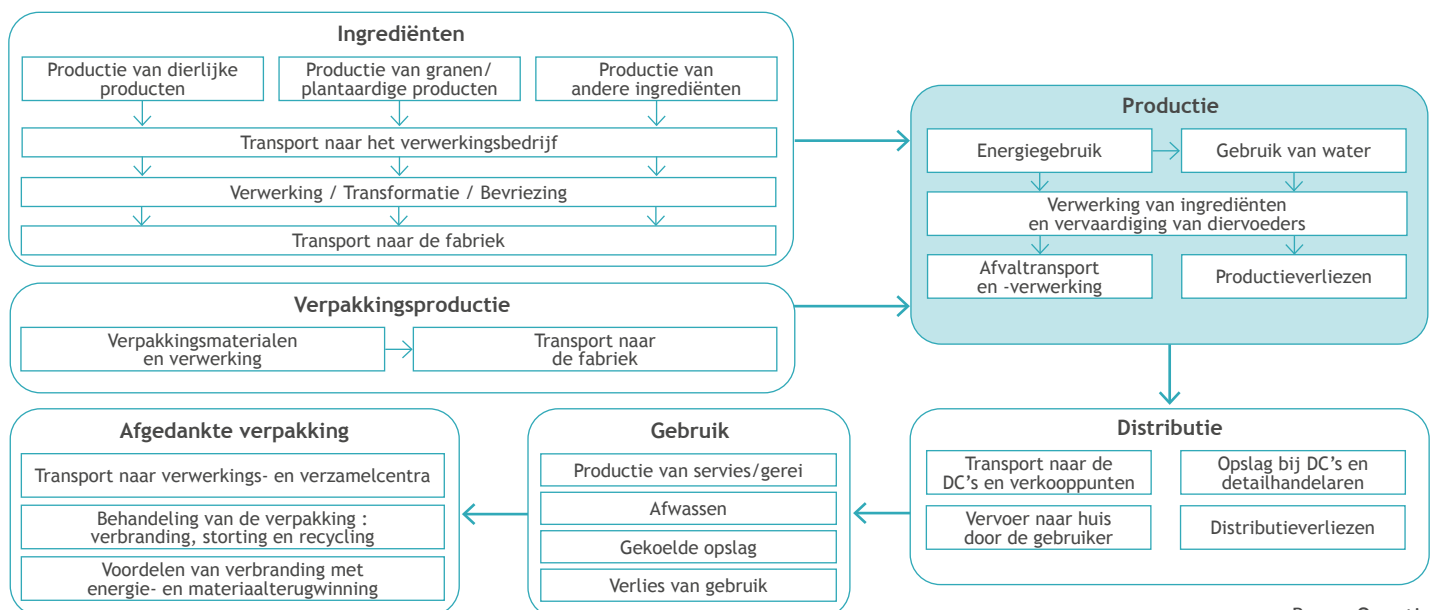 Ingrediënten
Productie van dierlijke
producten
Productie van granen/
plantaardige producten
Productie van
andere ingrediënten
Transport naar het verwerkingsbedrijf
Verwerking / Transformatie / Bevriezing
Transport naar de fabriek
Verpakkingsproductie
Verpakkingsmaterialen
en verwerking
Transport naar
de fabriek
Productie
Energiegebruik
Gebruik van water
Verwerking van ingrediënten
en vervaardiging van diervoeders
Afvaltransport
en -verwerking
Productieverliezen
Distributie
Transport naar de
DC’s en verkooppunten
Opslag bij DC’s en
detailhandelaren
Vervoer naar huis
door de gebruiker
Distributieverliezen
Gebruik
Productie van servies/gerei
Afwassen
Gekoelde opslag
Verlies van gebruik
Afgedankte verpakking
Transport naar verwerkings- en verzamelcentra
Behandeling van de verpakking :
verbranding, storting en recycling
Voordelen van verbranding met
energie- en materiaalterugwinning